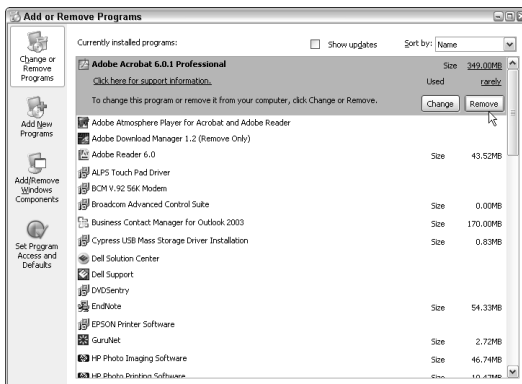 Add or Remove Programs
Change or
Remove
Programs
Add New
Programs
Add/Remove
Windows
Components
Set Program
Access and
Defaults
Currently installed programs:
Show updates
Sort by: Name
Adobe Acrobat 6.0.1 Professional Size 349.00MB
Click here for support information. Used rarely
To change this program or remove it from your computer, click Change or Remove. Change Remove
Adobe Atmosphere Player for Acrobat and Adobe Reader
Adobe Download Manager 1.2 (Remove Only)
Adobe Reader 6.0 Size 43.52MB
ALPS Touch Pad Driver
BCM V.92 56K Modem
Broadcom Advanced Control Suite Size 0.00MB
Business Contact Manager for Outlook 2003 Size 170.00MB
Cypress USB Mass Storage Driver Installation Size 0.83MB
Dell Solution Center
Dell Support
DVDSentry
EndNote Size 54.33MB
EPSON Printer Software
GuruNet Size 2.72MB
HP Photo Imaging Software Size 46.74MB
HP Photo Printing Software Size 10.47MB